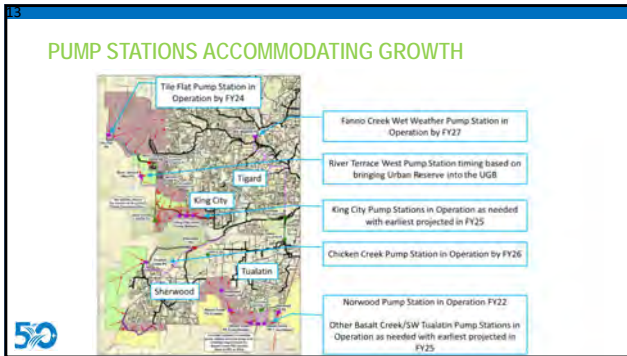 13
PUMP STATIONS ACCOMMODATING GROWTH
Tile Flat Pump Station in
Operation by FY24
Fanno Creek Wet Weather Pump Station in
Operation by FY27
River Terrace West Pump Station timing based on
bringing Urban Reserve into the UGB
Tigard
King City
King City Pump Stations in Operation as needed
with earliest projected in
FY25
Chicken Creek Pump Station in Operation by FY26
Tualatin
Sherwood
Norwood Pump Station in Operation FY22
Other Basalt Creek/SW Tualatin Pump Stations in
Operation as needed with earliest projected in
FY25
50